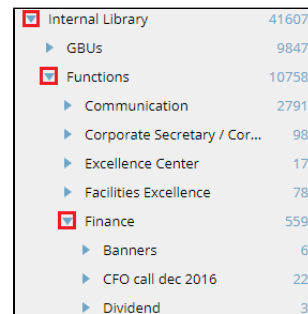 Internal Library 41607
GBUs 9847
Functions 10758
Communication 2791
Corporate Secretary / Cor... 98
Excellence Center 17
Facilities Excellence 78
Finance 559
Banners 6
CFO call dec 2016 22
Dividend 3